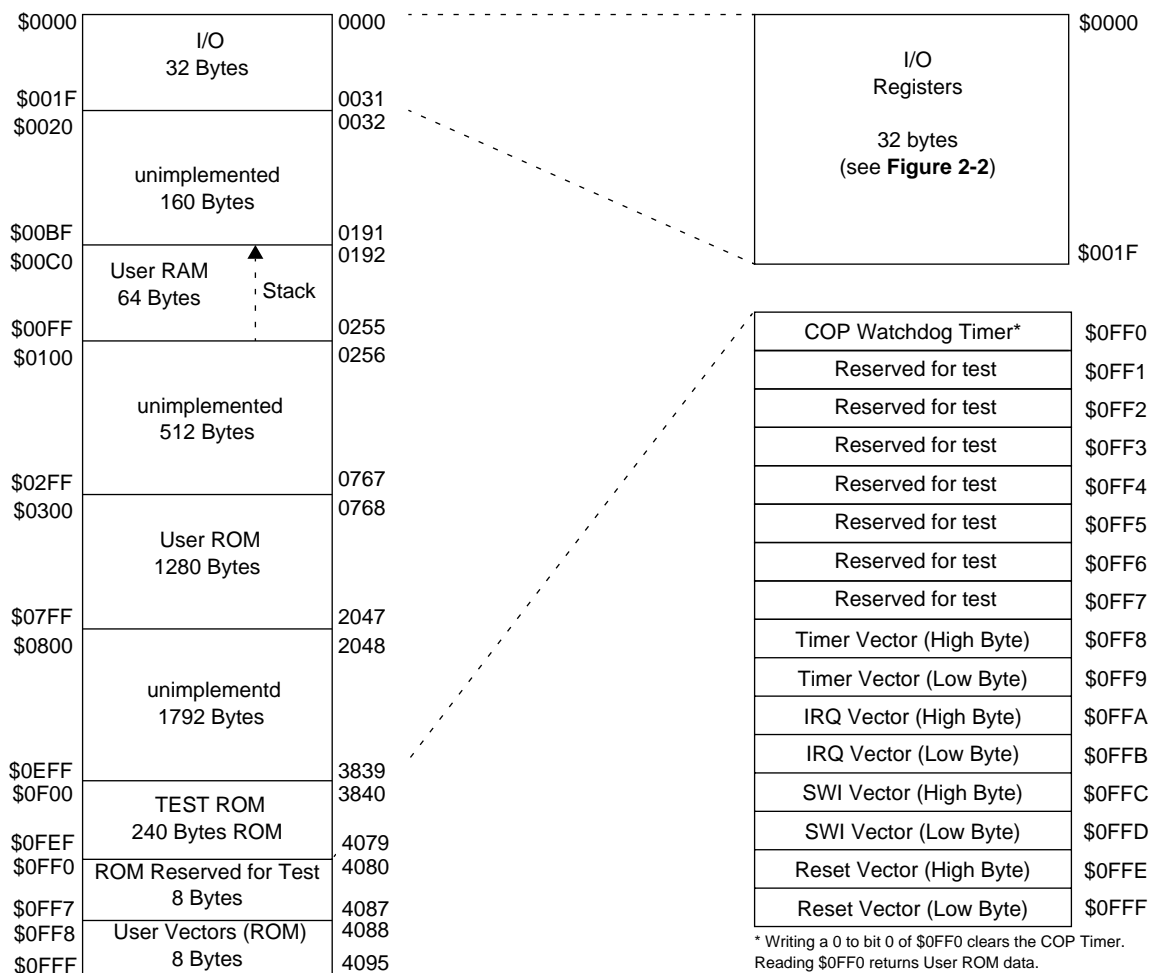 $0000
I/O
32 Bytes
0000
$001F
0031
$0020
0032
unimplemented
160 Bytes
$00BF
0191
$00C0
0192
User RAM
64 Bytes
Stack
$00FF
0255
$0100
0256
unimplemented
512 Bytes
$02FF
0767
$0300
0768
User ROM
1280 Bytes
$07FF
2047
$0800
2048
unimplementd
1792 Bytes
$0EFF
3839
$0F00
3840
TEST ROM
240 Bytes ROM
$0FEF
4079
$0FF0
4080
ROM Reserved for Test
8 Bytes
$0FF7
4087
$0FF8
4088
User Vectors (ROM)
8 Bytes
$0FFF
4095
$0000
I/O
Registers
32 bytes
(see Figure 2-2)
$001F
COP Watchdog Timer* $0FF0
Reserved for test $0FF1
Reserved for test $0FF2
Reserved for test $0FF3
Reserved for test $0FF4
Reserved for test $0FF5
Reserved for test $0FF6
Reserved for test $0FF7
Timer Vector (High Byte) $0FF8
Timer Vector (Low Byte) $0FF9
IRQ Vector (High Byte) $0FFA
IRQ Vector (Low Byte) $0FFB
SWI Vector (High Byte) $0FFC
SWI Vector (Low Byte) $0FFD
Reset Vector (High Byte) $0FFE
Reset Vector (Low Byte) $0FFF
* Writing a 0 to bit 0 of $0FF0 clears the COP Timer.
Reading $0FF0 returns User ROM data.